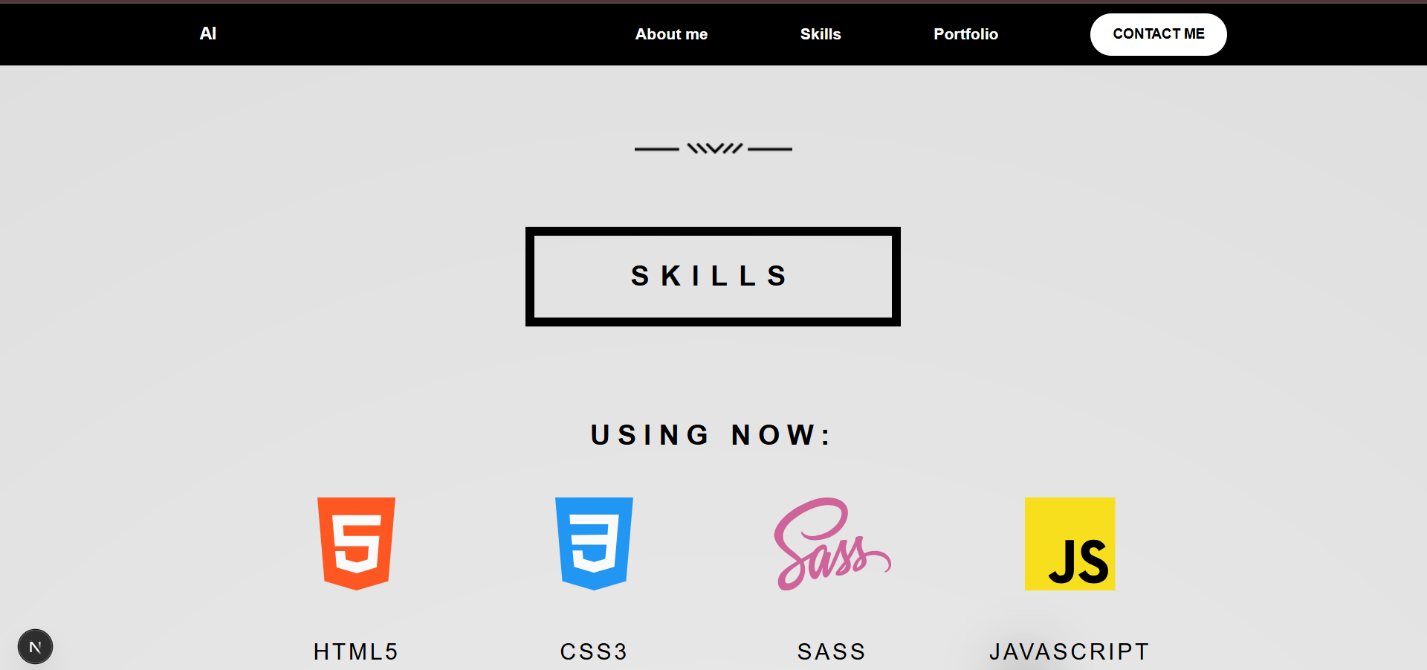 AI
About me
Skills
Portfolio
CONTACT ME
SKILLS
USING NOW:
5
3
Sass
JS
HTML5
CSS3
SASS
JAVASCRIPT
N